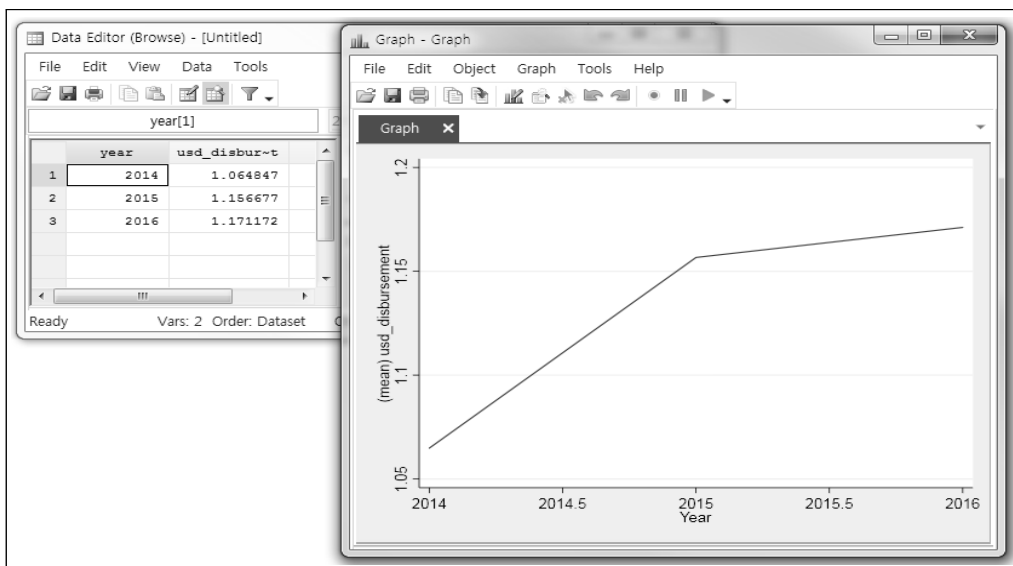 Data Editor (Browse) - [Untitled]
File Edit View Data Tools
year[1]
year usd_disbur~t
1 2014 1.064847
2 2015 1.156677
3 2016 1.171172
Ready Vars: 2 Order: Dataset
Graph - Graph
File Edit Object Graph Tools Help
Graph
(mean) usd_disbursement
1.2
1.15
1.1
1.05
2014 2014.5 2015 2015.5 2016
Year